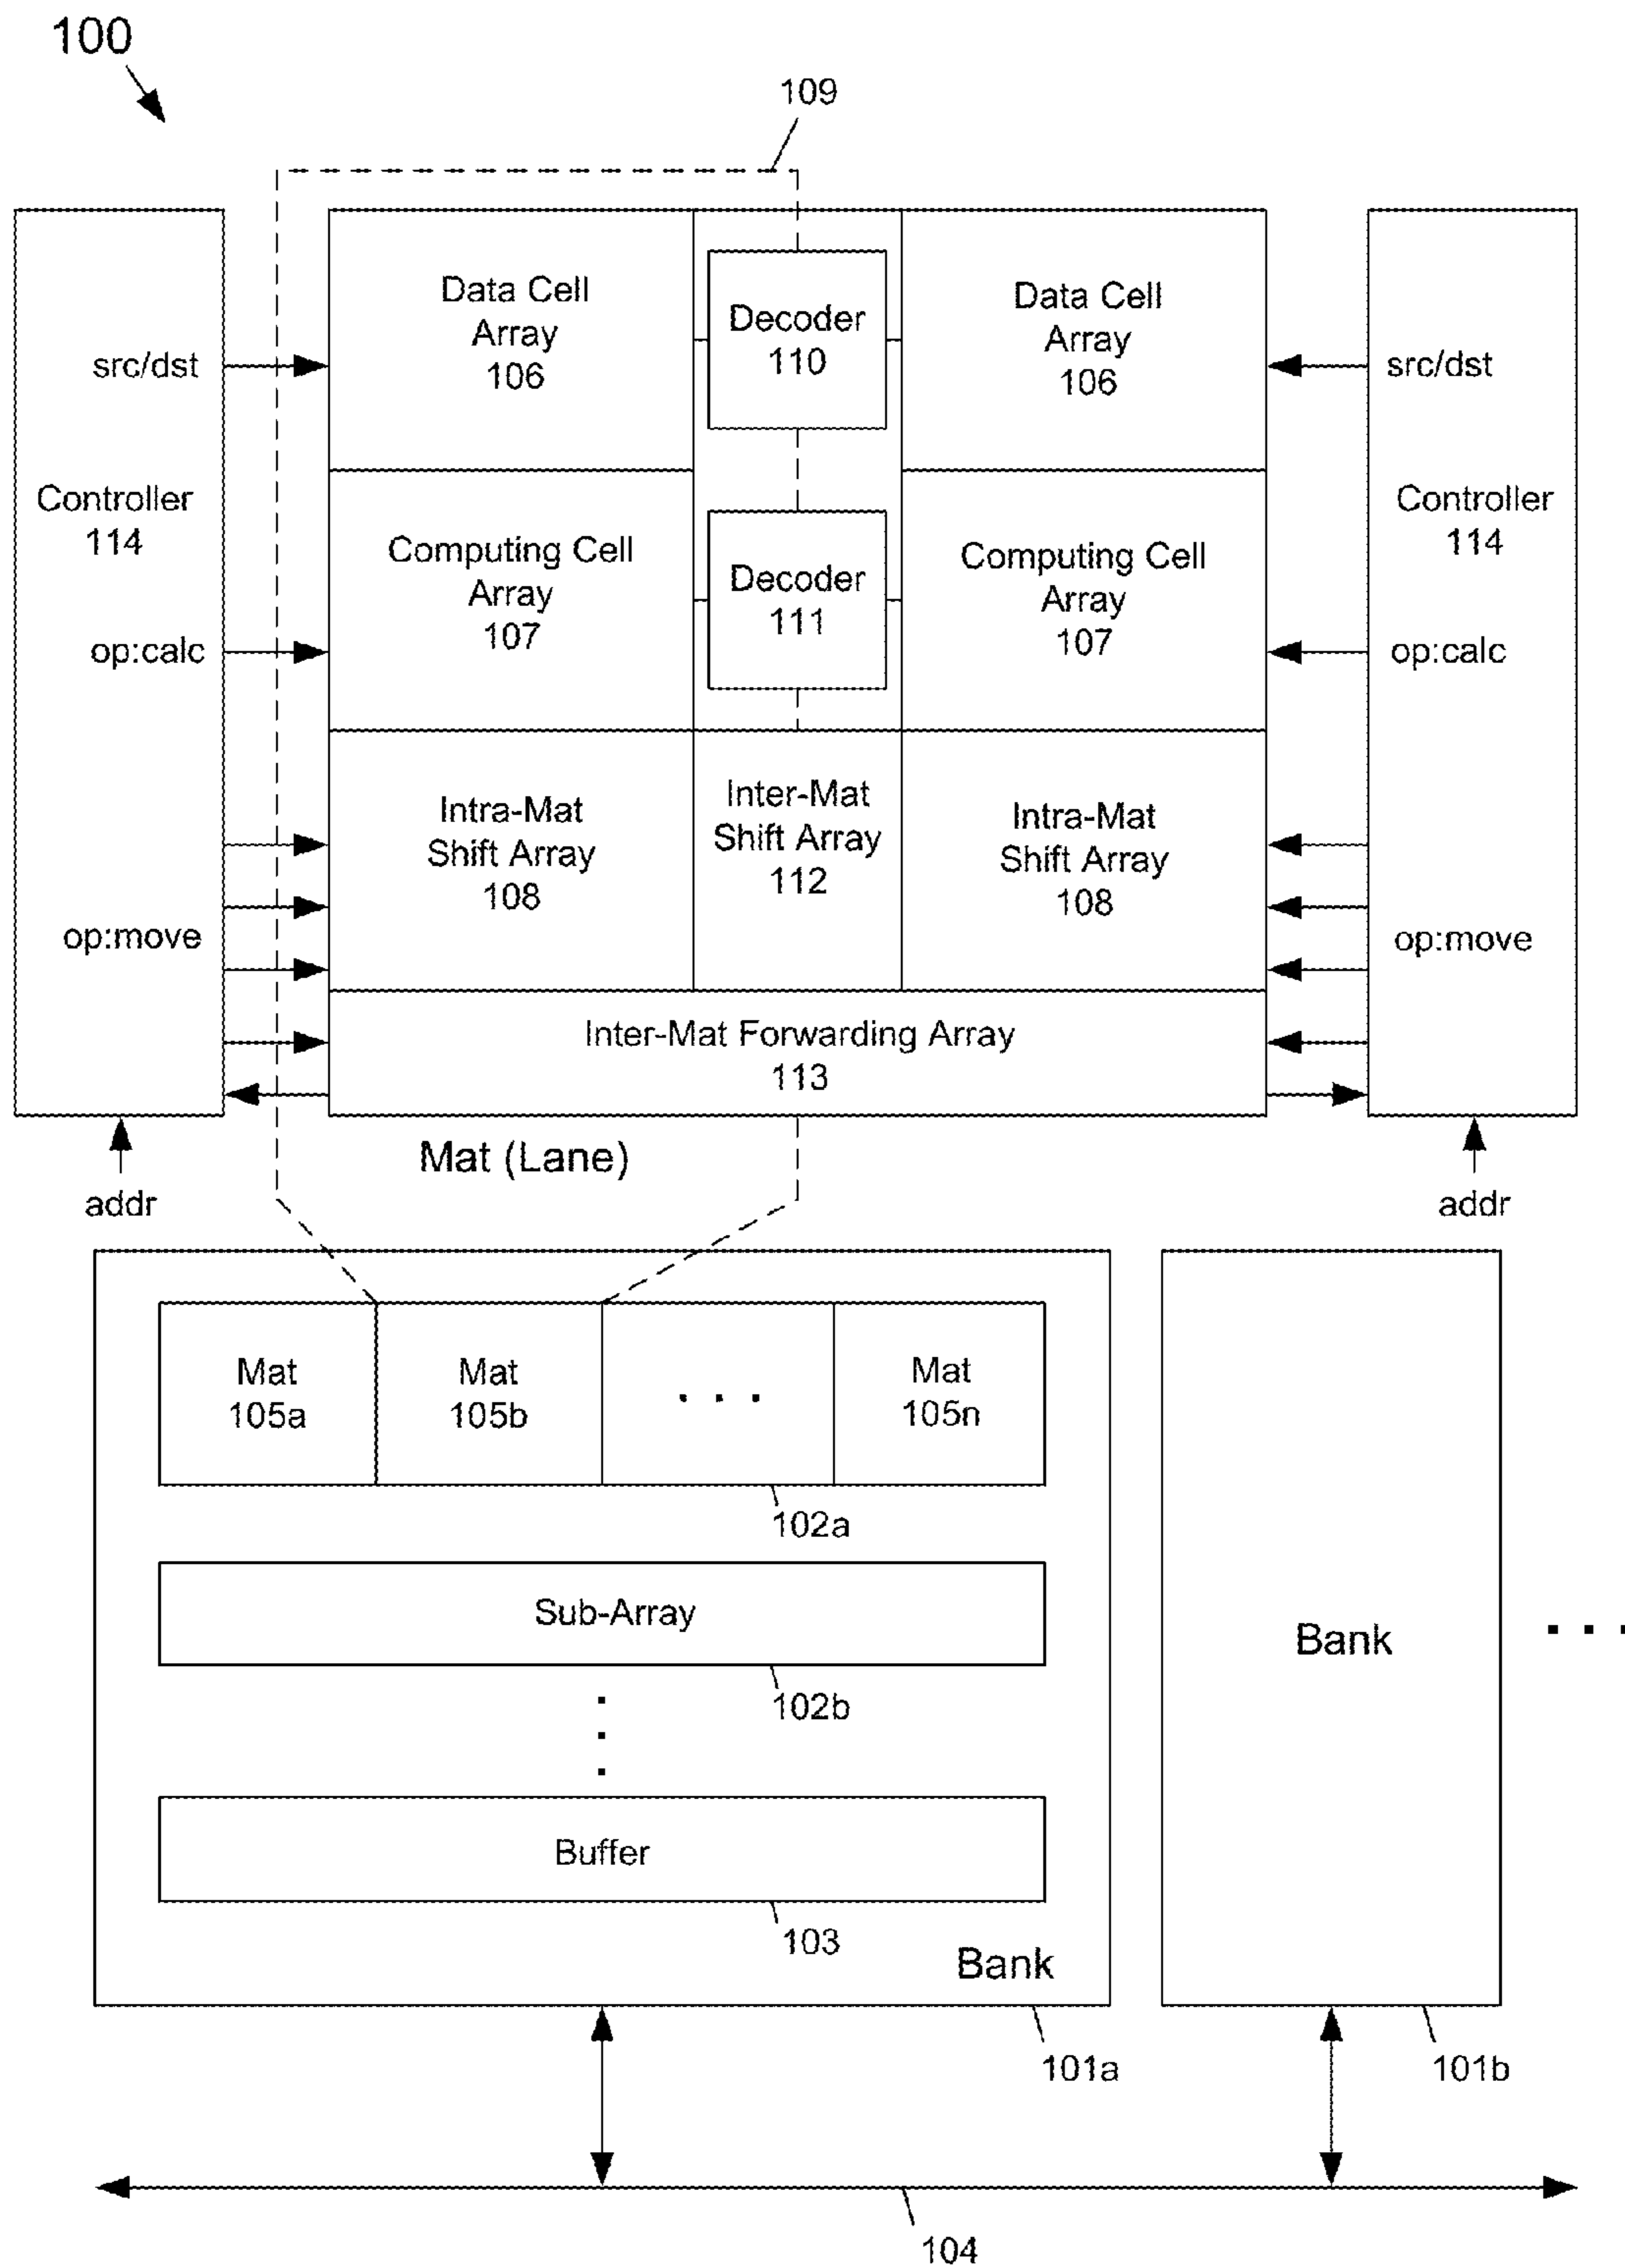 100
109
Data Cell
Array
106
Decoder
110
Data Cell
Array
106
src/dst
src/dst
Controller
114
Controller
114
Computing Cell
Array
107
Decoder
111
Computing Cell
Array
107
op:calc
op:calc
Intra-Mat
Shift Array
108
Inter-Mat
Shift Array
112
Intra-Mat
Shift Array
108
op:move
op:move
Inter-Mat Forwarding Array
113
Mat (Lane)
addr
addr
Mat
105a
Mat
105b
. . .
Mat
105n
102a
Sub-Array
102b
Buffer
103
Bank
101a
Bank
. . .
101b
104